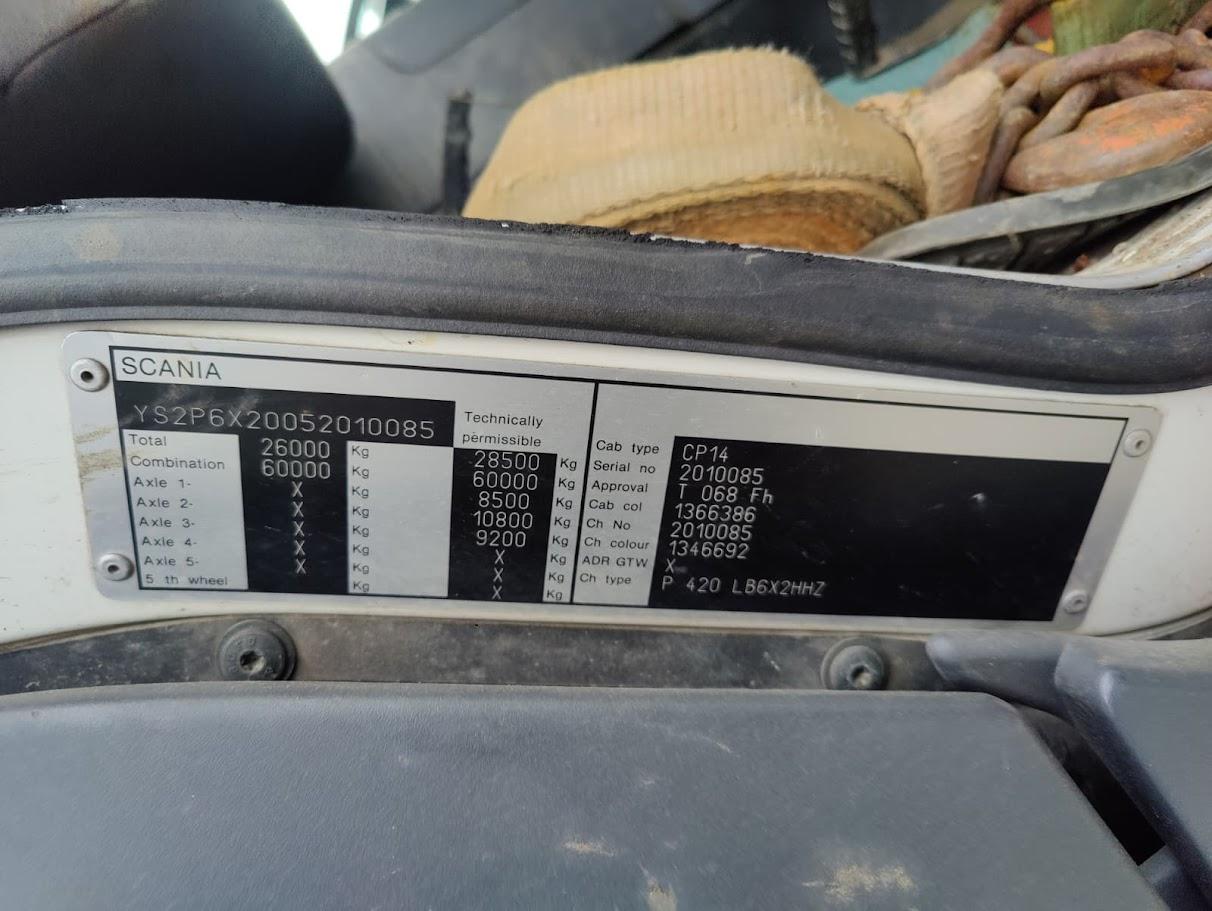 SCANIA
YS2P6X20052010085
Technically
permissible
Total 26000 Kg 28500 Kg
Combination 60000 Kg 60000 Kg
Axle 1- X Kg 8500 Kg
Axle 2- X Kg 10800 Kg
Axle 3- X Kg 9200 Kg
Axle 4- X Kg X Kg
Axle 5- X Kg X Kg
5 th wheel Kg X Kg
Cab type CP14
Serial no 2010085
Approval T 068 Fh
Cab col 1366386
Ch No 2010085
Ch colour 1346692
ADR GTW X
Ch type P 420 LB6X2HHZ